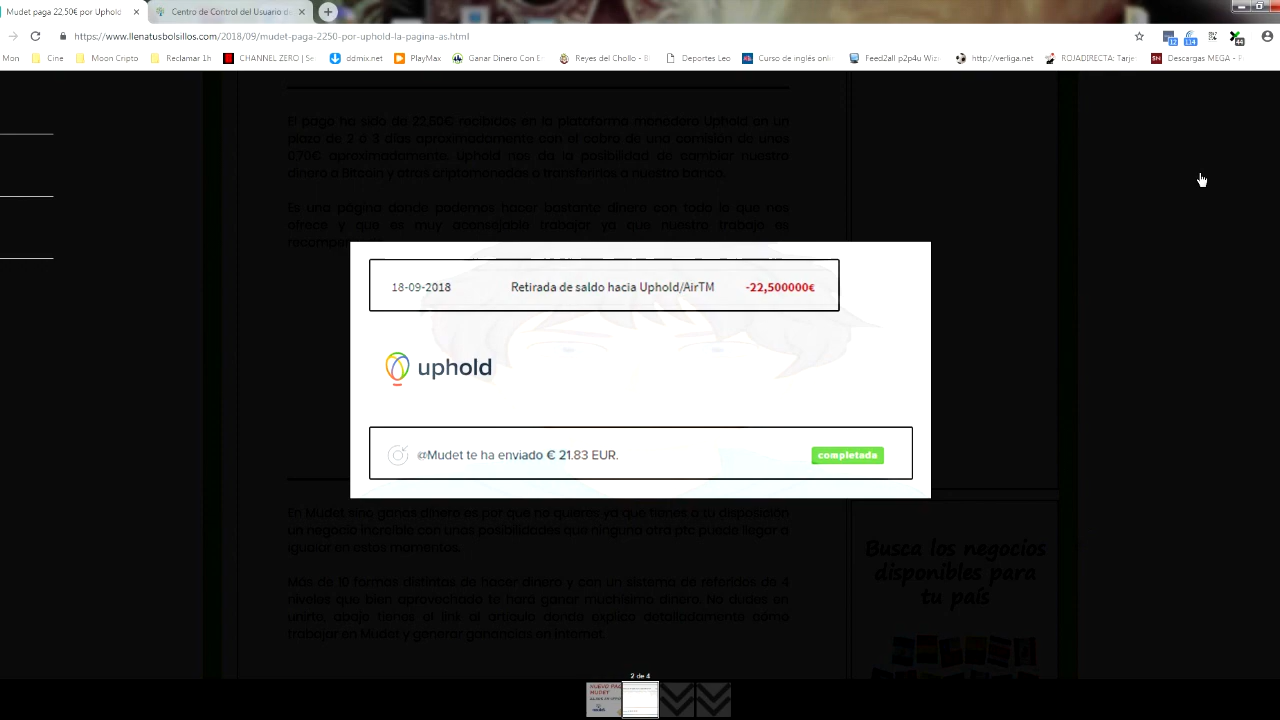 Mudet paga 22,50€ por Uphold
Centro de Control del Usuario de
https://www.llenatusbolsillos.com/2018/09/mudet-paga-2250-por-uphold-la-pagina-as.html
Mon Cine Moon Cripto Reclamar 1h CHANNEL ZERO | Se ddmix.net PlayMax Ganar Dinero Con E Reyes del Chollo - B Deportes Leo Curso de inglés onli Feed2all p2p4u Wiz http://verliga.net ROJADIRECTA: Tarje Descargas MEGA - F
12 114 44
El pago ha sido de 22,50€ recibidos en la plataforma monedero Uphold en un
plazo de 2 ó 3 días aproximadamente con el cobro de una comisión de unos
0.70€ aproximadamente. Uphold nos da la posibilidad de cambiar nuestro
dinero a Bitcoin y otras criptomonedas o transferirlos a nuestro banco.
Es una página donde podemos hacer bastante dinero con todo lo que nos
ofrece y que es muy aconsejable trabajar ya que nuestro trabajo es
18-09-2018 Retirada de saldo hacia Uphold/AirTM -22,500000€
uphold
@Mudet te ha enviado € 21.83 EUR. completada
En Mudet sino ganas dinero es por que no quieres ya que tienes a tu disposición
un negocio increíble con unas posibilidades que ninguna otra ptc puede llegar a
igualar en estos momentos.
Más de 10 formas distintas de hacer dinero y con un sistema de referidos de 4
niveles que bien aprovechado te hará ganar muchísimo dinero. No dudes en
unirte, abajo tienes el link al artículo donde explico detalladamente cómo
trabajar en Mudet y generar ganancias en internet.
Busca los negocios
disponibles para
tu país
2 de 4
NUEVO PAGO
MUDET